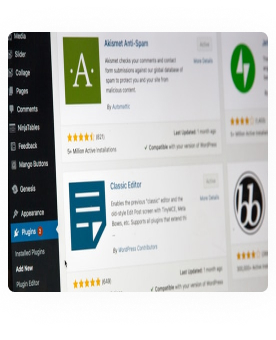 Media
Slider
Collage
Pages
Comments
NinjaTables
Feedback
Mango Buttons
Genesis
Appearance
Plugins 2
Installed Plugins
Add New
Plugin Editor
Akismet Anti-Spam
Active
More Details
Akismet checks your comments and contact
form submissions against our global database of
spam to protect you and your site from
malicious content.
By Automattic
Last Updated: 1 month ago
5+ Million Active Installations
Compatible with your version of WordPress
Classic Editor
Active
More Details
Enables the previous "classic" editor and the
old-style Edit Post screen with TinyMCE, Meta
Boxes, etc. Supports all plugins that extend
By WordPress Contributors
Last Updated: 1 month ago
Compatible with your version of WordPress